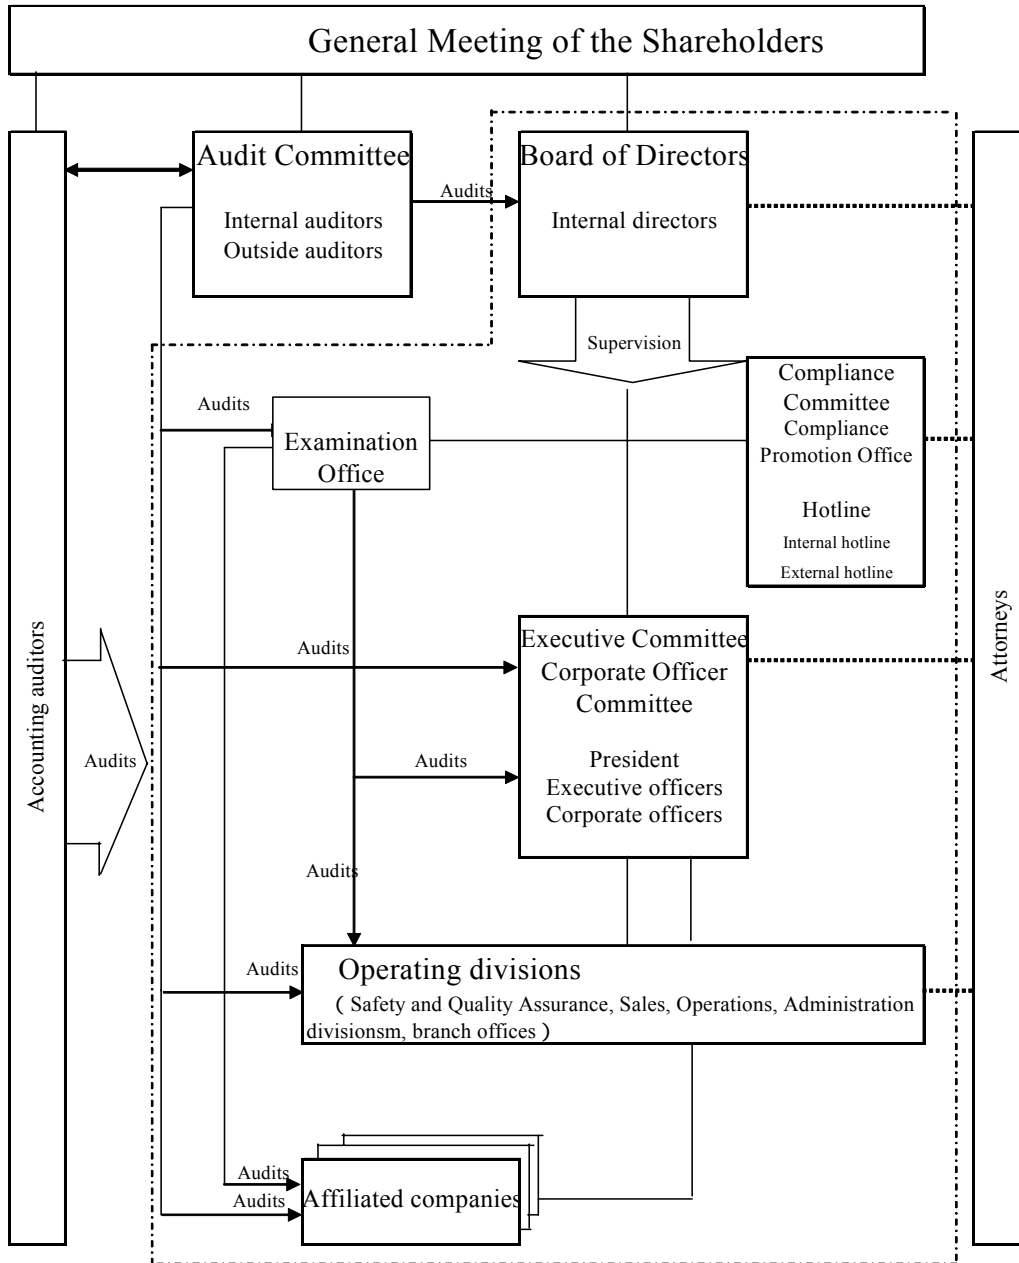 General Meeting of the Shareholders
Audit Committee
Internal auditors
Outside auditors
Audits
Board of Directors
Internal directors
Supervision
Compliance
Committee
Compliance
Promotion Office
Hotline
Internal hotline
External hotline
Audits
Examination
Office
Accounting auditors
Attorneys
Audits
Audits
Executive Committee
Corporate Officer
Committee
President
Executive officers
Corporate officers
Audits
Audits
Audits
Operating divisions
( Safety and Quality Assurance, Sales, Operations, Administration
divisionsm, branch offices )
Audits
Audits
Affiliated companies